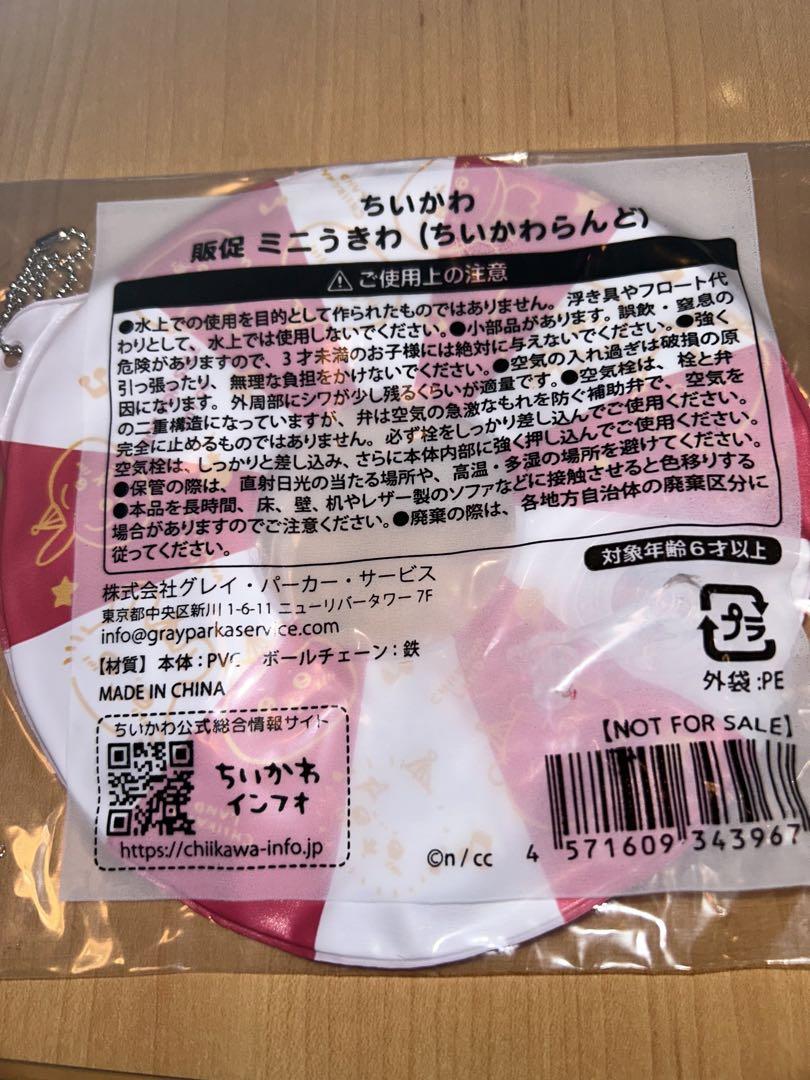 ちいかわ
販促 ミニうきわ (ちいかわらんど)
⚠ご使用上の注意
●水上での使用を目的として作られたものではありません。浮き具やフロート代
わりとして、水上では使用しないでください。●小部品があります。誤飲・窒息の
危険がありますので、3才未満のお子様には絶対に与えないでください。●強く
引っ張ったり、無理な負担をかけないでください。●空気の入れ過ぎは破損の原
因になります。外周部にシワが少し残るくらいが適量です。●空気栓は、栓と弁
の二重構造になっていますが、弁は空気の急激なもれを防ぐ補助弁で、空気を
完全に止めるものではありません。必ず栓をしっかり差し込んでご使用ください。
空気栓は、しっかりと差し込み、さらに本体内部に強く押し込んでご使用ください。
●保管の際は、直射日光の当たる場所や、高温・多湿の場所を避けてください。
●本品を長時間、床、壁、机やレザー製のソファなどに接触させると色移りする
場合がありますのでご注意ください。●廃棄の際は、各地方自治体の廃棄区分に
従ってください。
対象年齢6才以上
株式会社グレイ・パーカー・サービス
東京都中央区新川 1-6-11 ニューリバータワー 7F
info@grayparkaservice.com
【材質】本体:PVC ボールチェーン:鉄
MADE IN CHINA
プラ
外袋:PE
ちいかわ公式総合情報サイト
ちいかわ
インフォ
https://chiikawa-info.jp
【NOT FOR SALE】
©n / cc
4 571609 343967